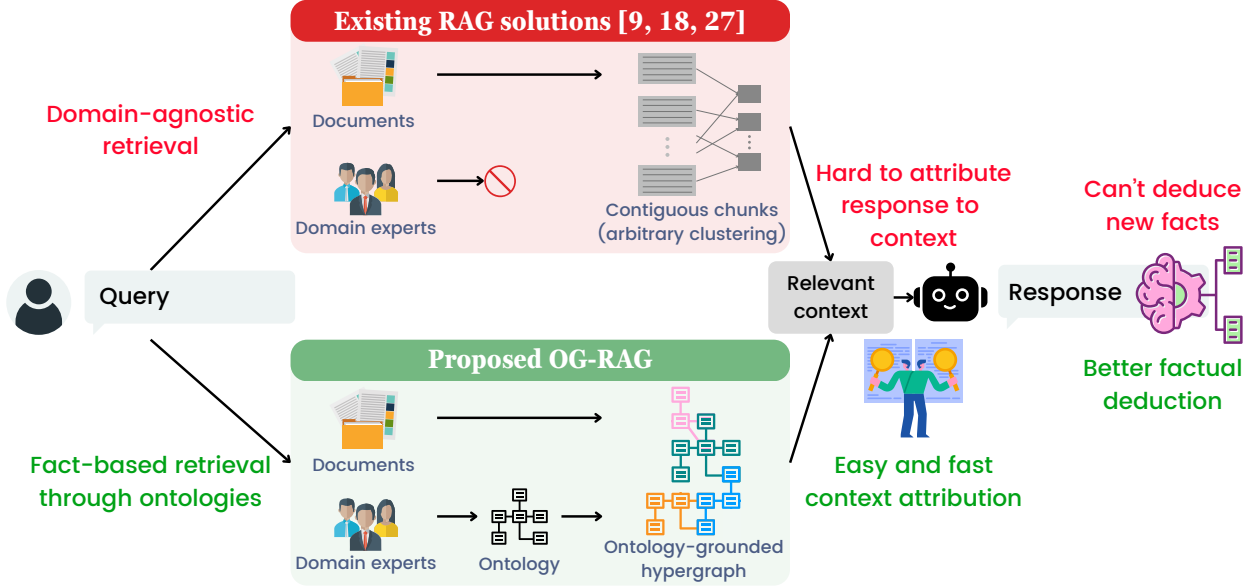 Existing RAG solutions [9, 18, 27]
Domain-agnostic
retrieval
Documents
Domain experts
Contiguous chunks
(arbitrary clustering)
Hard to attribute
response to
context
Can't deduce
new facts
Query
Relevant
context
Response
Proposed OG-RAG
Fact-based retrieval
through ontologies
Documents
Domain experts
Ontology
Ontology-grounded
hypergraph
Easy and fast
context attribution
Better factual
deduction